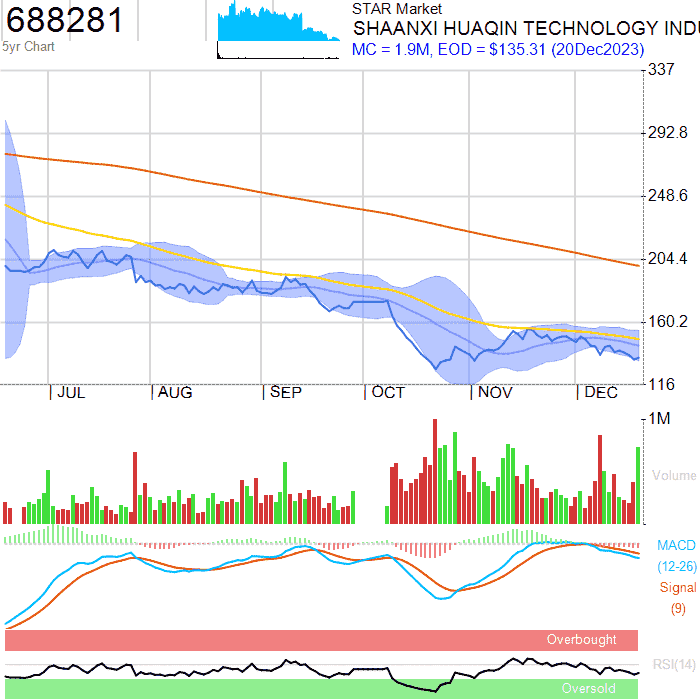 688281
5yr Chart
STAR Market
SHAANXI HUAQIN TECHNOLOGY INDU
MC = 1.9M, EOD = $135.31 (20Dec2023)
337
292.8
248.6
204.4
160.2
116
JUL
AUG
SEP
OCT
NOV
DEC
1M
Volume
MACD
(12-26)
Signal
(9)
Overbought
RSI(14)
Oversold